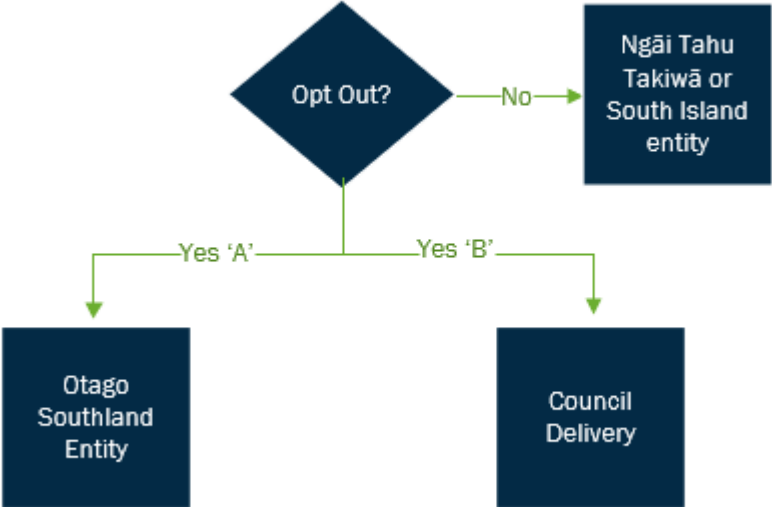 Opt Out?
No
Ngāi Tahu
Takiwā or
South Island
entity
Yes ‘A’
Yes ‘B’
Otago
Southland
Entity
Council
Delivery